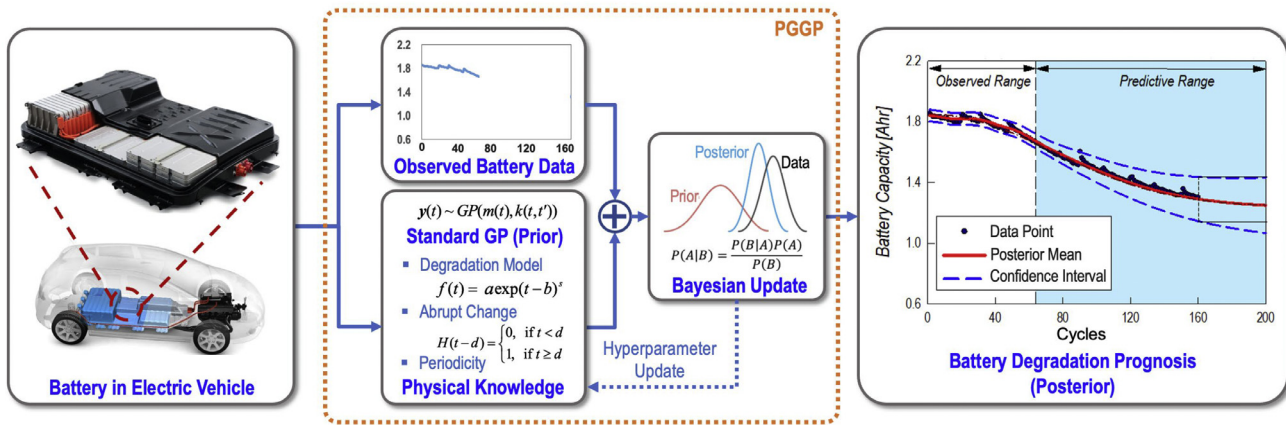 PGGP
Battery in Electric Vehicle
2.2
1.8
1.4
1.0
0.6
0 40 80 120 160
Observed Battery Data
y(t) ~ GP(m(t), k(t,t′))
Standard GP (Prior)
▪ Degradation Model
f(t) = a exp(t−b)ˢ
▪ Abrupt Change
H(t−d) = {0, if t < d
1, if t ≥ d
▪ Periodicity
Physical Knowledge
Posterior
Data
Prior
P(A|B) = P(B|A)P(A)
P(B)
Bayesian Update
Hyperparameter
Update
2.2
1.8
1.4
1.0
0.6
Battery Capacity [Ahr]
Observed Range
Predictive Range
Data Point
Posterior Mean
Confidence Interval
0 40 80 120 160 200
Cycles
Battery Degradation Prognosis
(Posterior)